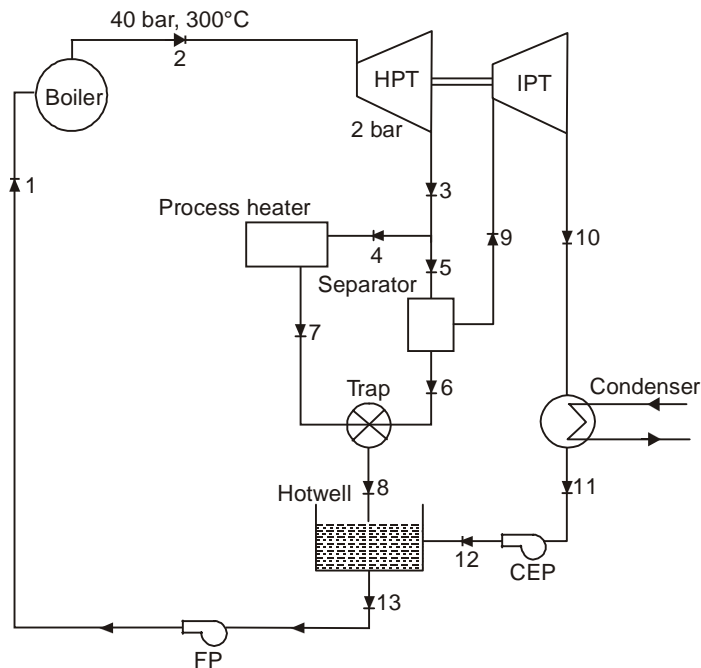 40 bar, 300°C
2
HPT
IPT
Boiler
2 bar
1
3
Process heater
4
9
10
5
Separator
7
6
Trap
Condenser
8
11
Hotwell
12
CEP
13
FP